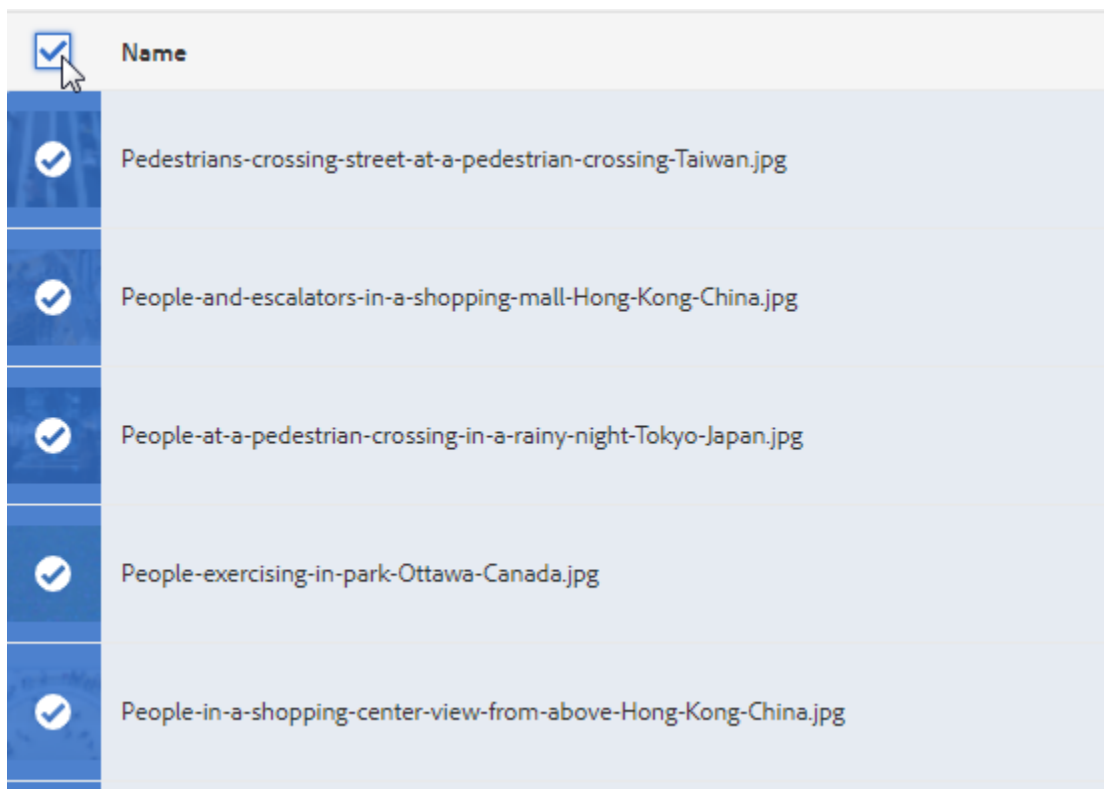 Name
Pedestrians-crossing-street-at-a-pedestrian-crossing-Taiwan.jpg
People-and-escalators-in-a-shopping-mall-Hong-Kong-China.jpg
People-at-a-pedestrian-crossing-in-a-rainy-night-Tokyo-Japan.jpg
People-exercising-in-park-Ottawa-Canada.jpg
People-in-a-shopping-center-view-from-above-Hong-Kong-China.jpg